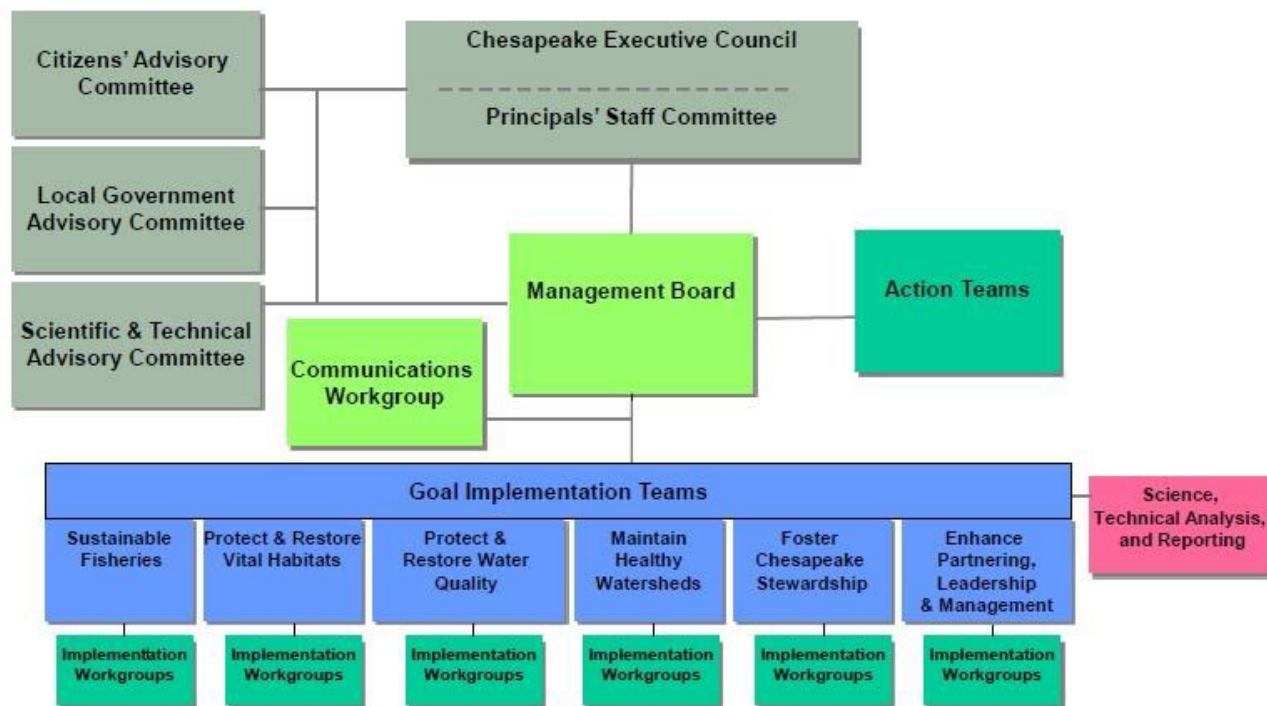 Citizens' Advisory
Committee
Chesapeake Executive Council
Principals' Staff Committee
Local Government
Advisory Committee
Scientific & Technical
Advisory Committee
Management Board
Action Teams
Communications
Workgroup
Goal Implementation Teams
Science,
Technical Analysis,
and Reporting
Sustainable
Fisheries
Protect & Restore
Vital Habitats
Protect &
Restore Water
Quality
Maintain
Healthy
Watersheds
Foster
Chesapeake
Stewardship
Enhance
Partnering,
Leadership
& Management
Implementtation
Workgroups
Implementation
Workgroups
Implementation
Workgroups
Implementation
Workgroups
Implementation
Workgroups
Implementation
Workgroups